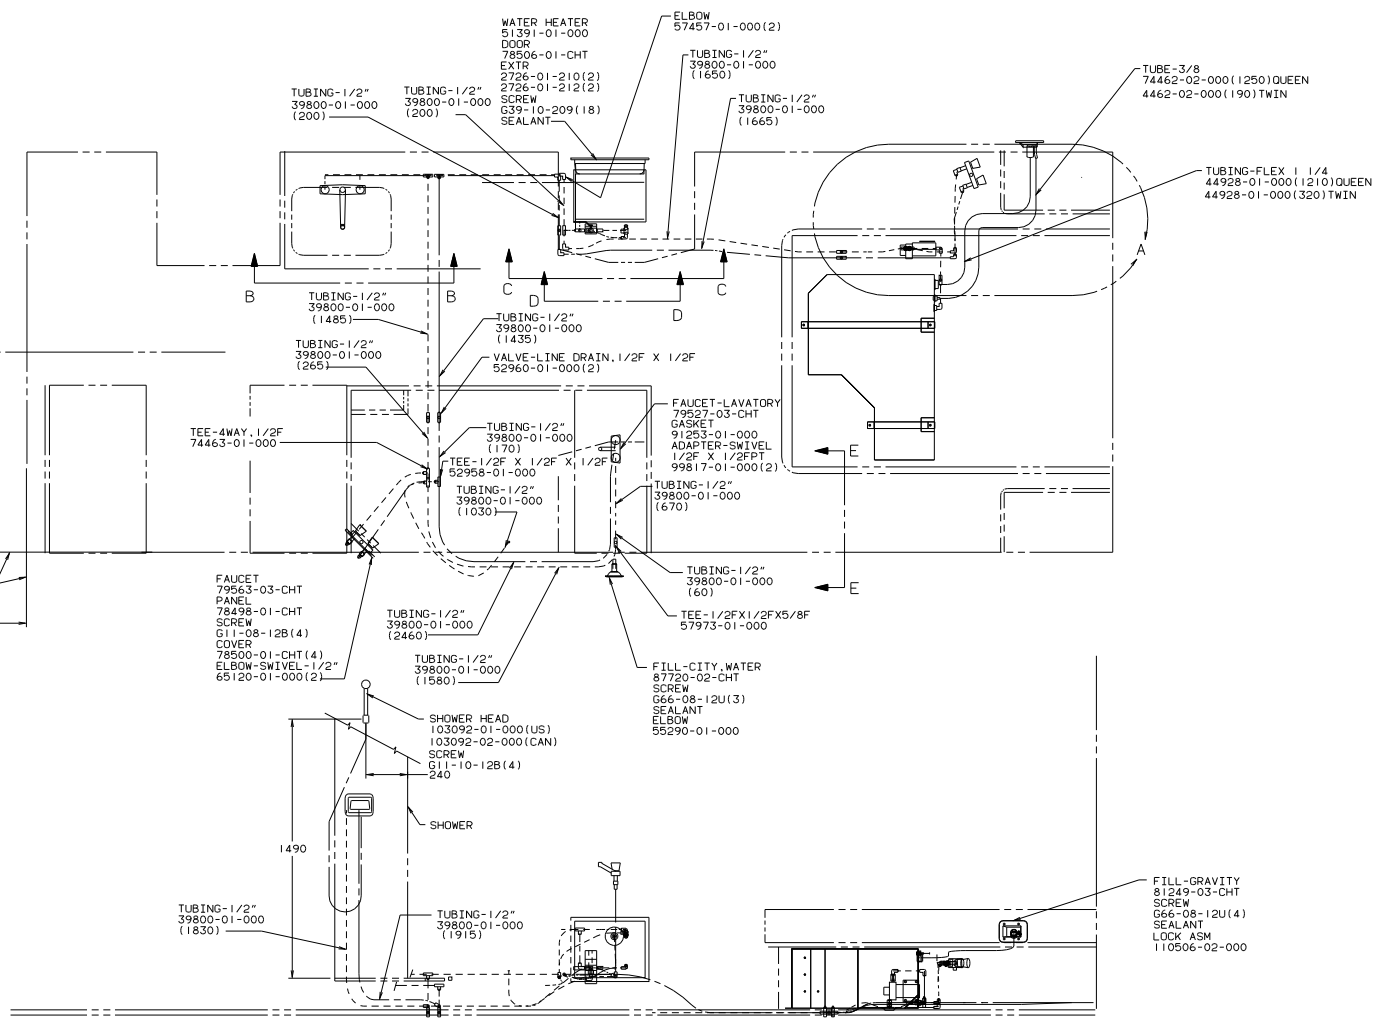 WATER HEATER
51391-01-000
DOOR
78506-01-CHT
EXTR
2726-01-210(2)
2726-01-212(2)
SCREW
G39-10-209(18)
SEALANT
ELBOW
57457-01-000(2)
TUBING-1/2"
39800-01-000
(1650)
TUBING-1/2"
39800-01-000
(1665)
TUBING-1/2"
39800-01-000
(200)
TUBING-1/2"
39800-01-000
(200)
TUBE-3/8
74462-02-000(1250)QUEEN
4462-02-000(190)TWIN
TUBING-FLEX 1 1/4
44928-01-000(1210)QUEEN
44928-01-000(320)TWIN
A
B
B
C
C
D
D
TUBING-1/2"
39800-01-000
(1485)
TUBING-1/2"
39800-01-000
(1435)
TUBING-1/2"
39800-01-000
(265)
VALVE-LINE DRAIN,1/2F X 1/2F
52960-01-000(2)
TEE-4WAY,1/2F
74463-01-000
TUBING-1/2"
39800-01-000
(170)
TEE-1/2F X 1/2F X 1/2F
52958-01-000
TUBING-1/2"
39800-01-000
(1030)
FAUCET-LAVATORY
79527-03-CHT
GASKET
91253-01-000
ADAPTER-SWIVEL
1/2F X 1/2FPT
99817-01-000(2)
TUBING-1/2"
39800-01-000
(670)
E
E
TUBING-1/2"
39800-01-000
(60)
TEE-1/2FX1/2FX5/8F
57973-01-000
FAUCET
79563-03-CHT
PANEL
78498-01-CHT
SCREW
G11-08-12B(4)
COVER
78500-01-CHT(4)
ELBOW-SWIVEL-1/2"
65120-01-000(2)
TUBING-1/2"
39800-01-000
(2460)
TUBING-1/2"
39800-01-000
(1580)
FILL-CITY,WATER
87720-02-CHT
SCREW
G66-08-12U(3)
SEALANT
ELBOW
55290-01-000
SHOWER HEAD
103092-01-000(US)
103092-02-000(CAN)
SCREW
G11-10-12B(4)
240
SHOWER
1490
TUBING-1/2"
39800-01-000
(1830)
TUBING-1/2"
39800-01-000
(1915)
FILL-GRAVITY
81249-03-CHT
SCREW
G66-08-12U(4)
SEALANT
LOCK ASM
110506-02-000